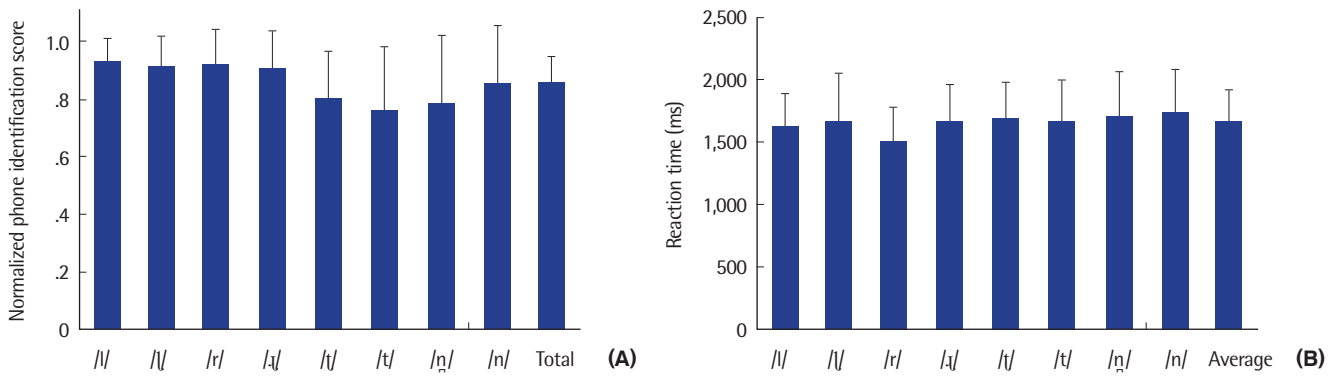 Normalized phone identification score
1.0
.8
.6
.4
.2
0
/l/ /ɭ/ /r/ /ɻ/ /ʈ/ /t/ /n̪/ /n/ Total
(A)
Reaction time (ms)
2,500
2,000
1,500
1,000
500
0
/l/ /ɭ/ /r/ /ɻ/ /ʈ/ /t/ /n̪/ /n/ Average
(B)